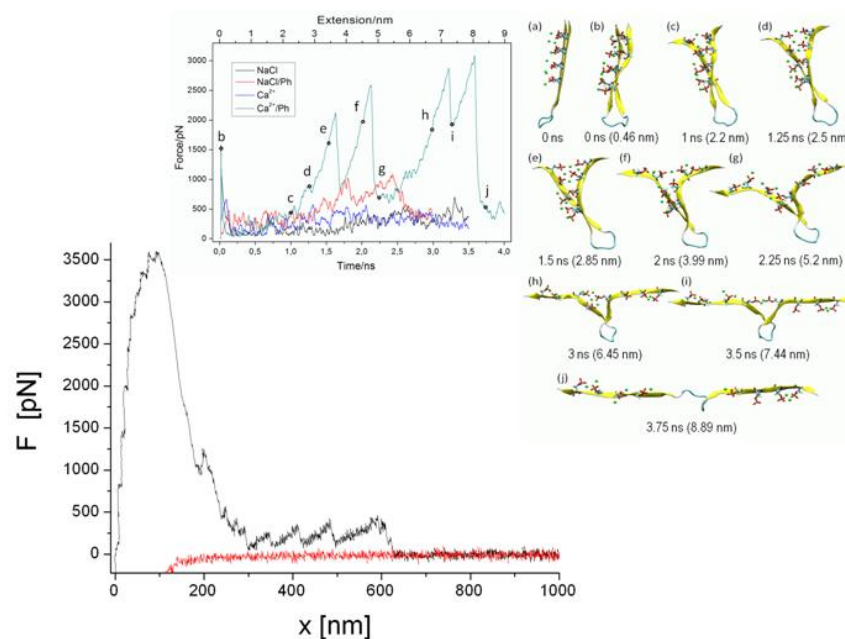 Extension/nm
0 1 2 3 4 5 6 7 8 9
Force/pN
3500
3000
2500
2000
1500
1000
500
0
NaCl
NaCl/Ph
Ca²⁺
Ca²⁺/Ph
b
c
d
e
f
g
h
i
j
0,0 0,5 1,0 1,5 2,0 2,5 3,0 3,5 4,0
Time/ns
(a) (b) (c) (d)
0 ns 0 ns (0.46 nm) 1 ns (2.2 nm) 1.25 ns (2.5 nm)
(e) (f) (g)
1.5 ns (2.85 nm) 2 ns (3.99 nm) 2.25 ns (5.2 nm)
(h) (i)
3 ns (6.45 nm) 3.5 ns (7.44 nm)
(j)
3.75 ns (8.89 nm)
F [pN]
3500
3000
2500
2000
1500
1000
500
0
0 200 400 600 800 1000
x [nm]